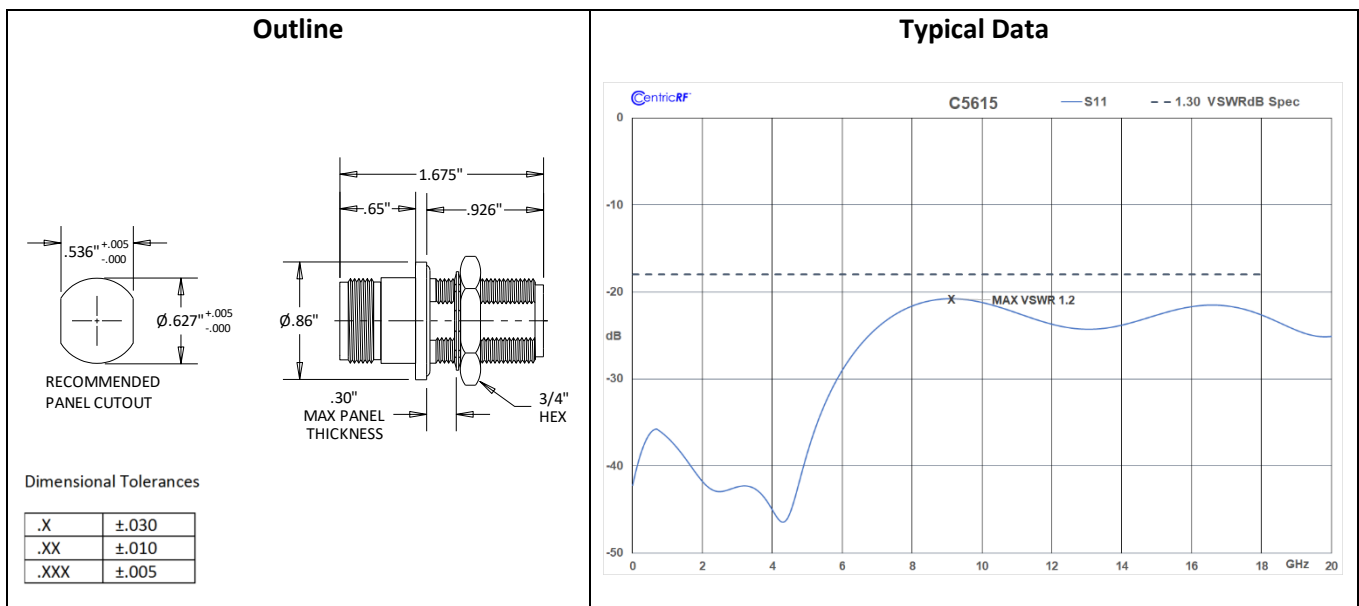 Outline
1.675"
.65"
.926"
.536" +.005 -.000
Ø.627" +.005 -.000
Ø.86"
RECOMMENDED
PANEL CUTOUT
.30"
MAX PANEL
THICKNESS
3/4"
HEX
Dimensional Tolerances
.X ±.030
.XX ±.010
.XXX ±.005
Typical Data
CentricRF™
C5615
S11
1.30 VSWRdB Spec
0
-10
-20
MAX VSWR 1.2
X
dB
-30
-40
-50
0 2 4 6 8 10 12 14 16 18 GHz 20